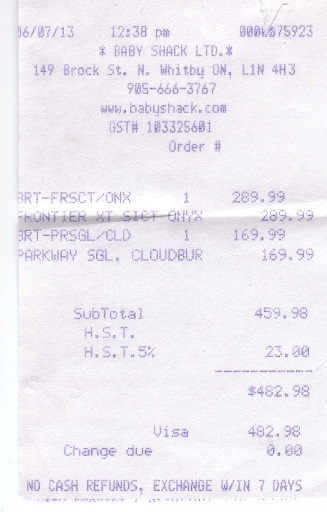 06/07/13 12:38 pm
* BABY SHACK LTD.*
149 Brock St. N. Whitby ON, L1N 4H3
905-666-3767
www.babyshack.com
GST# 103325601
Order #
BRT-FRSCT/ONX 1 289.99
FRONTIER XT SICT ONYX 289.99
BRT-PRSGL/CLD 1 169.99
PARKWAY SGL, CLOUDBUR 169.99
SubTotal 459.98
H.S.T.
H.S.T.5% 23.00
$482.98
Visa 482.98
Change due 0.00
NO CASH REFUNDS, EXCHANGE W/IN 7 DAYS